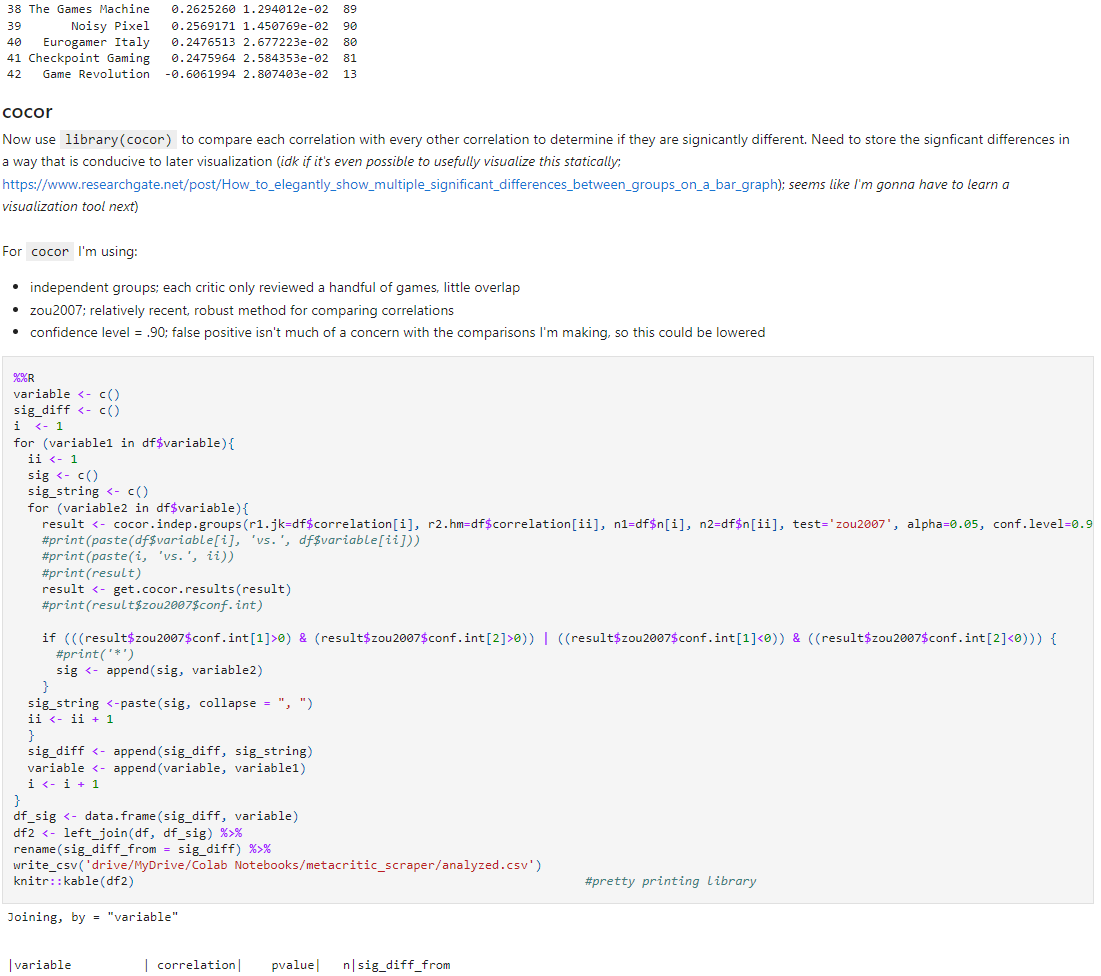 38 The Games Machine 0.2625260 1.294012e-02 89
39 Noisy Pixel 0.2569171 1.450769e-02 90
40 Eurogamer Italy 0.2476513 2.677223e-02 80
41 Checkpoint Gaming 0.2475964 2.584353e-02 81
42 Game Revolution -0.6061994 2.807403e-02 13
cocor
Now use library(cocor) to compare each correlation with every other correlation to determine if they are signicantly different. Need to store the signficant differences in
a way that is conducive to later visualization (idk if it's even possible to usefully visualize this statically;
https://www.researchgate.net/post/How_to_elegantly_show_multiple_significant_differences_between_groups_on_a_bar_graph); seems like I'm gonna have to learn a
visualization tool next)
For cocor I'm using:
• independent groups; each critic only reviewed a handful of games, little overlap
• zou2007; relatively recent, robust method for comparing correlations
• confidence level = .90; false positive isn't much of a concern with the comparisons I'm making, so this could be lowered
%%R
variable <- c()
sig_diff <- c()
i  <- 1
for (variable1 in df$variable){
  ii <- 1
  sig <- c()
  sig_string <- c()
  for (variable2 in df$variable){
    result <- cocor.indep.groups(r1.jk=df$correlation[i], r2.hm=df$correlation[ii], n1=df$n[i], n2=df$n[ii], test='zou2007', alpha=0.05, conf.level=0.9
    #print(paste(df$variable[i], 'vs.', df$variable[ii]))
    #print(paste(i, 'vs.', ii))
    #print(result)
    result <- get.cocor.results(result)
    #print(result$zou2007$conf.int)
    if (((result$zou2007$conf.int[1]>0) & (result$zou2007$conf.int[2]>0)) | ((result$zou2007$conf.int[1]<0)) & ((result$zou2007$conf.int[2]<0))) {
      #print('*')
      sig <- append(sig, variable2)
    }
  sig_string <-paste(sig, collapse = ", ")
  ii <- ii + 1
  }
  sig_diff <- append(sig_diff, sig_string)
  variable <- append(variable, variable1)
  i <- i + 1
}
df_sig <- data.frame(sig_diff, variable)
df2 <- left_join(df, df_sig) %>%
rename(sig_diff_from = sig_diff) %>%
write_csv('drive/MyDrive/Colab Notebooks/metacritic_scraper/analyzed.csv')
knitr::kable(df2) #pretty printing library
Joining, by = "variable"
|variable | correlation| pvalue| n|sig_diff_from